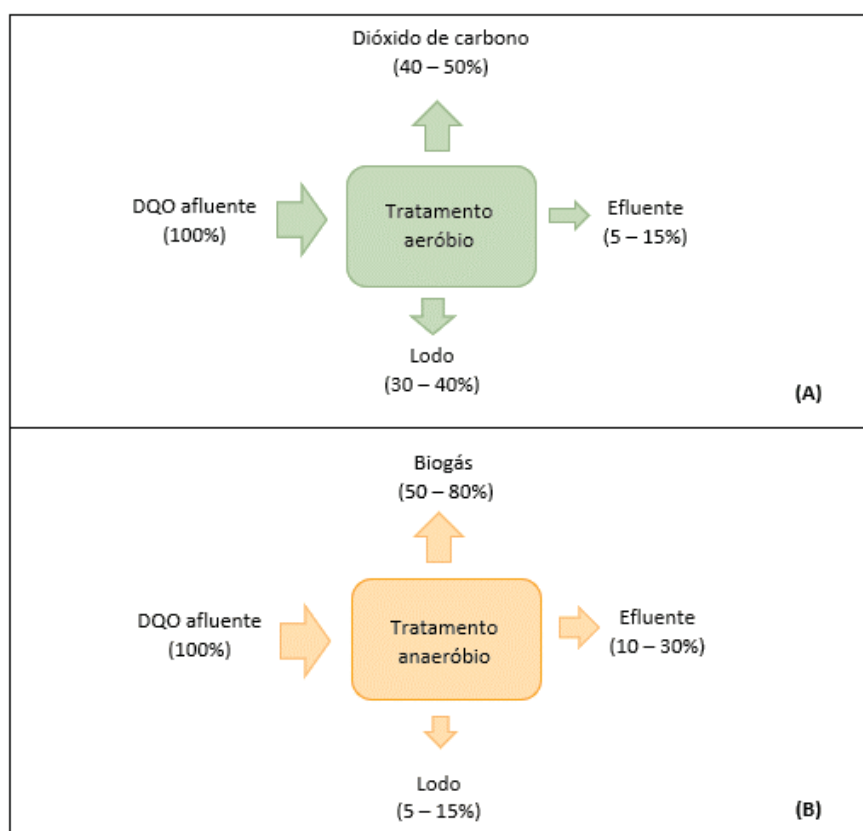 Dióxido de carbono
(40 – 50%)
DQO afluente
(100%)
Tratamento
aeróbio
Efluente
(5 – 15%)
Lodo
(30 – 40%)
(A)
Biogás
(50 – 80%)
DQO afluente
(100%)
Tratamento
anaeróbio
Efluente
(10 – 30%)
Lodo
(5 – 15%)
(B)